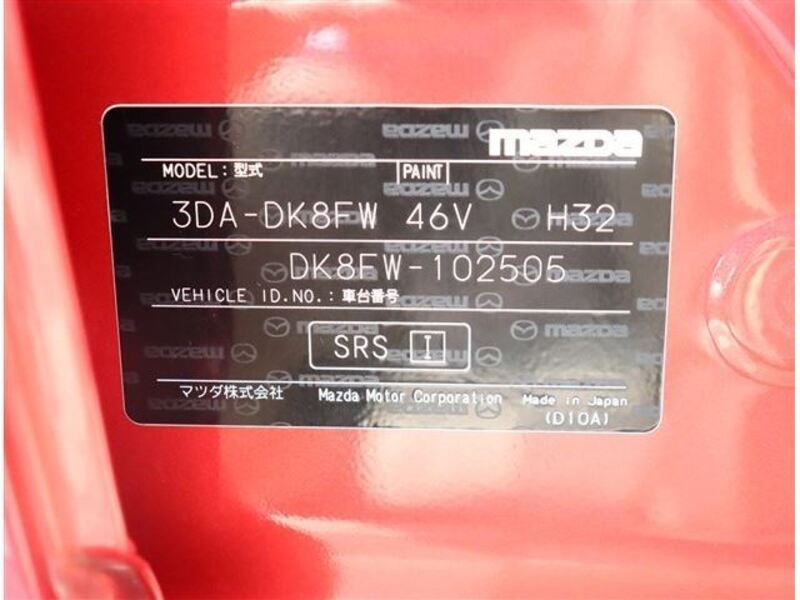 mazda
MODEL:型式 PAINT
3DA-DK8FW 46V H32
DK8FW-102505
VEHICLE ID.NO.:車台番号
SRS I
マツダ株式会社 Mazda Motor Corporation Made in Japan
(D10A)